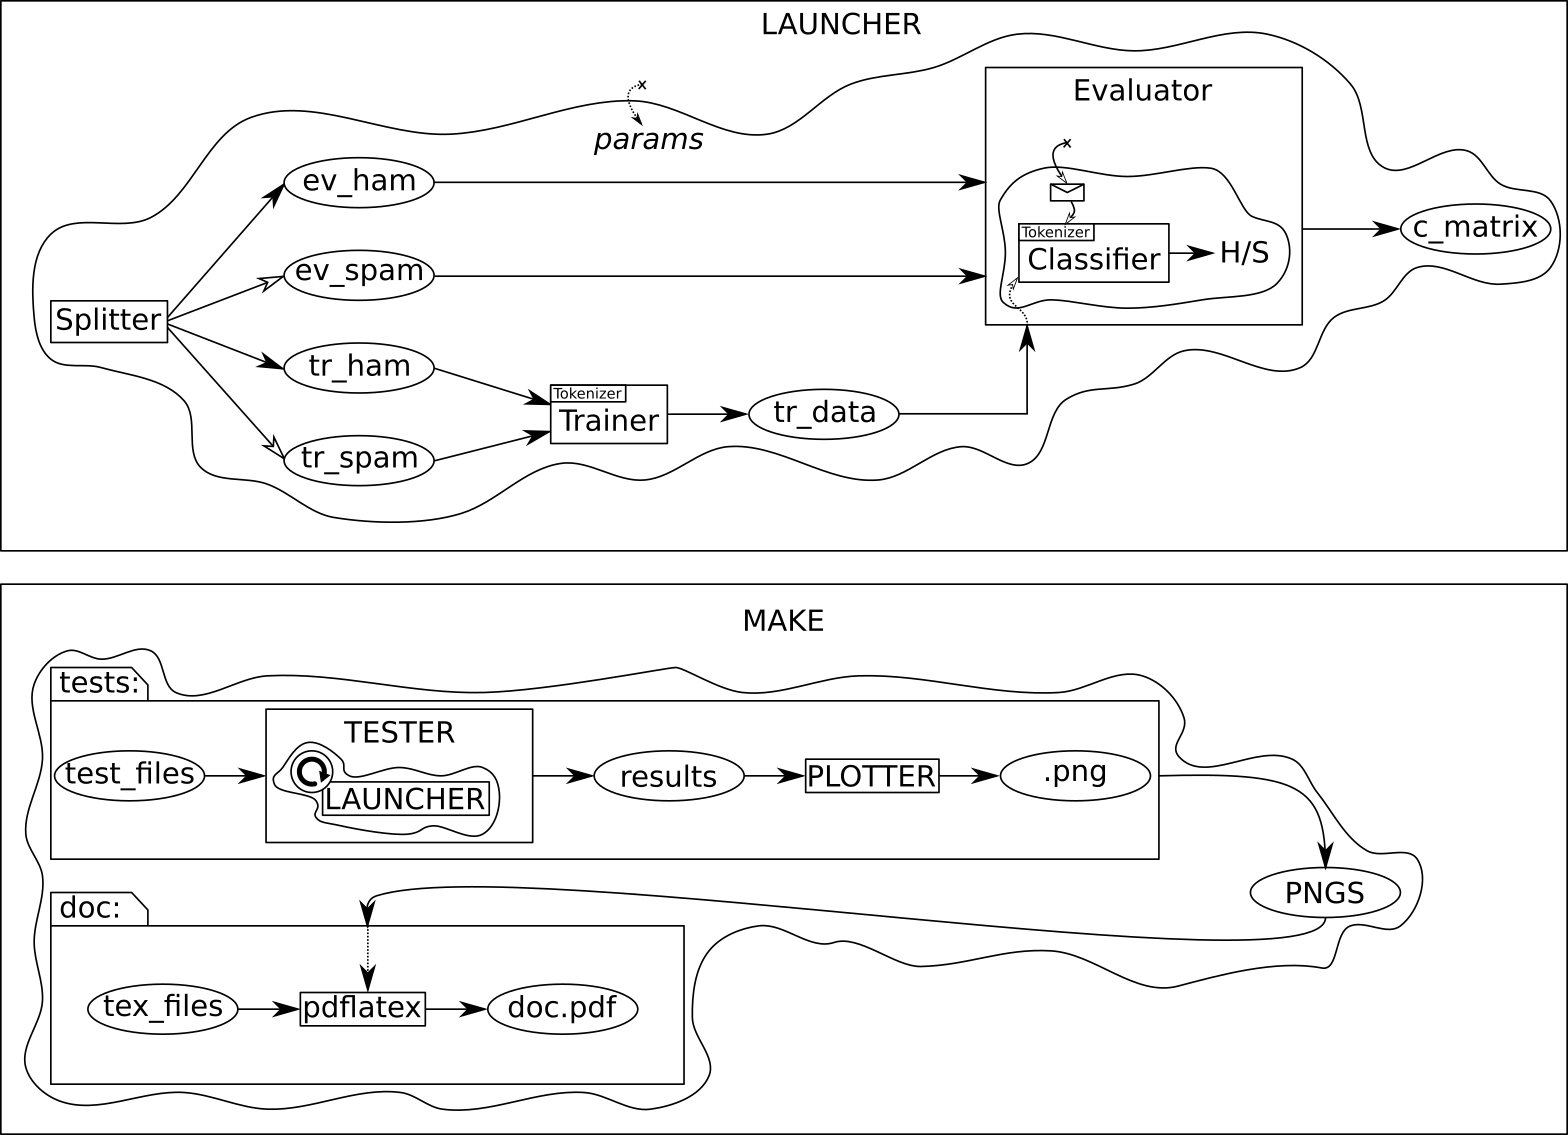 LAUNCHER
params
Evaluator
ev_ham
ev_spam
Splitter
tr_ham
tr_spam
Tokenizer
Trainer
tr_data
Tokenizer
Classifier
H/S
c_matrix
MAKE
tests:
test_files
TESTER
LAUNCHER
results
PLOTTER
.png
PNGS
doc:
tex_files
pdflatex
doc.pdf